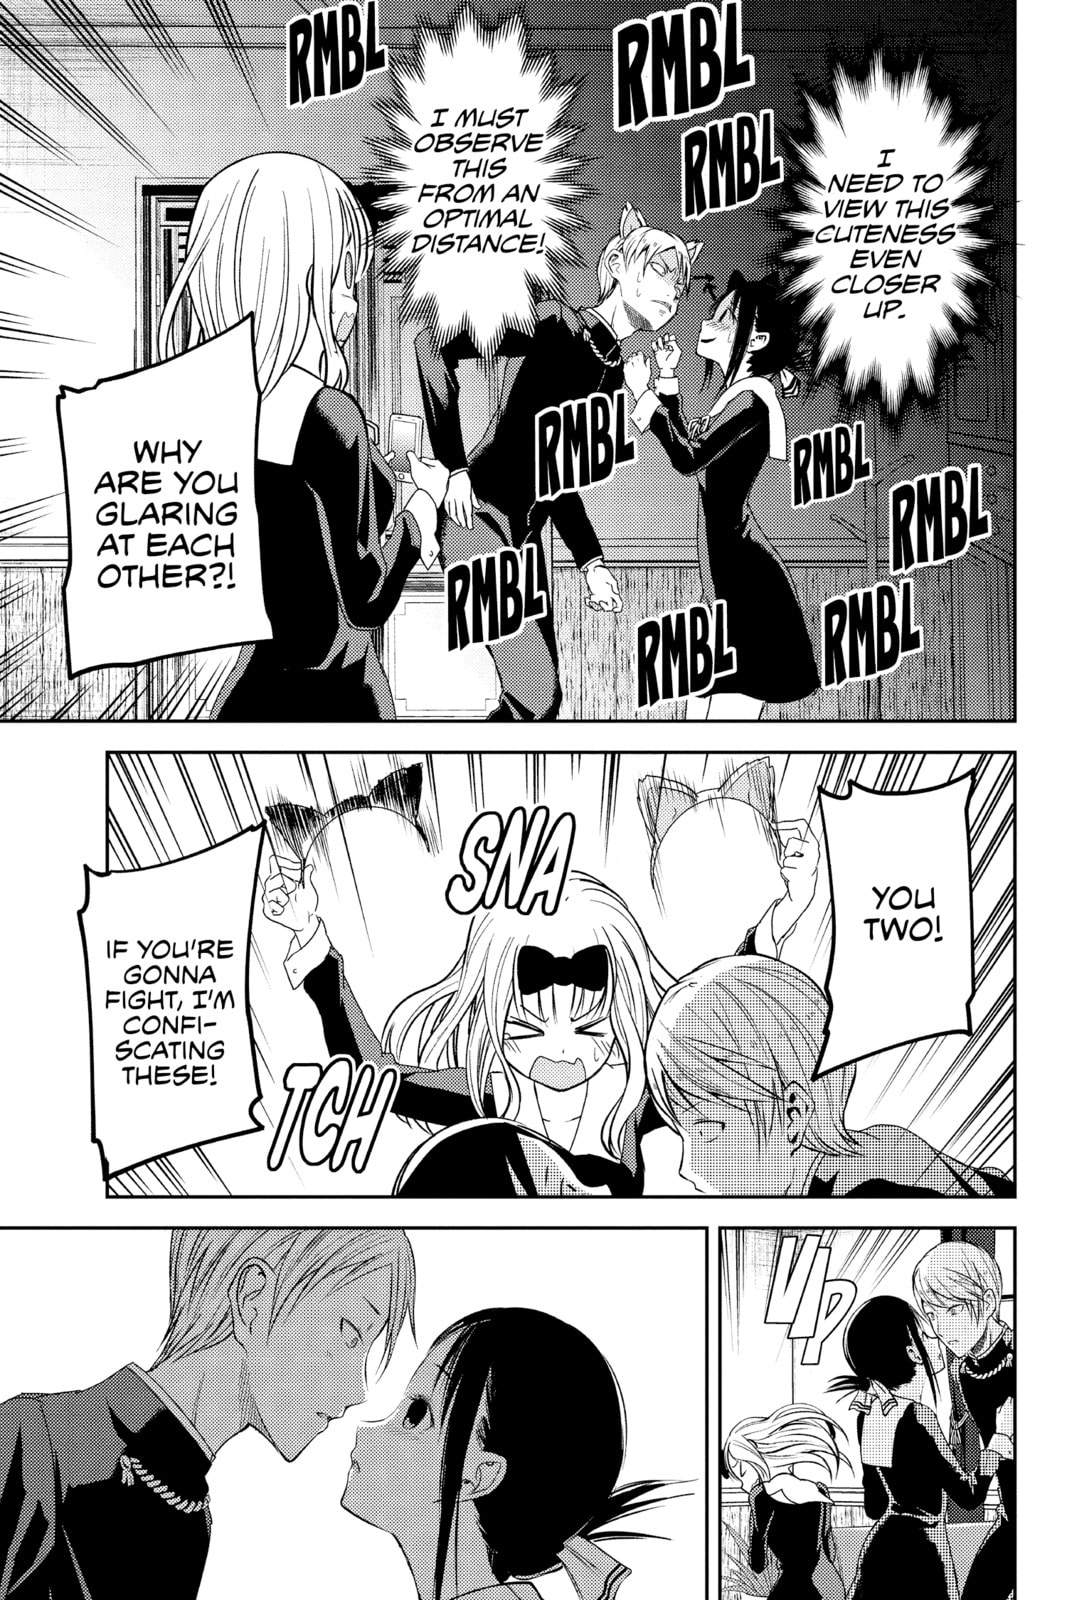 RMBL
RMBL
RMBL
I
NEED TO
VIEW THIS
CUTENESS
EVEN
CLOSER
UP.
I MUST
OBSERVE
THIS
FROM AN
OPTIMAL
DISTANCE!
RMBL
RMBL
RMBL
RMBL
RMBL
RMBL
WHY
ARE YOU
GLARING
AT EACH
OTHER?!
YOU
TWO!
SNA
TCH
IF YOU'RE
GONNA
FIGHT, I'M
CONFI-
SCATING
THESE!
VIP